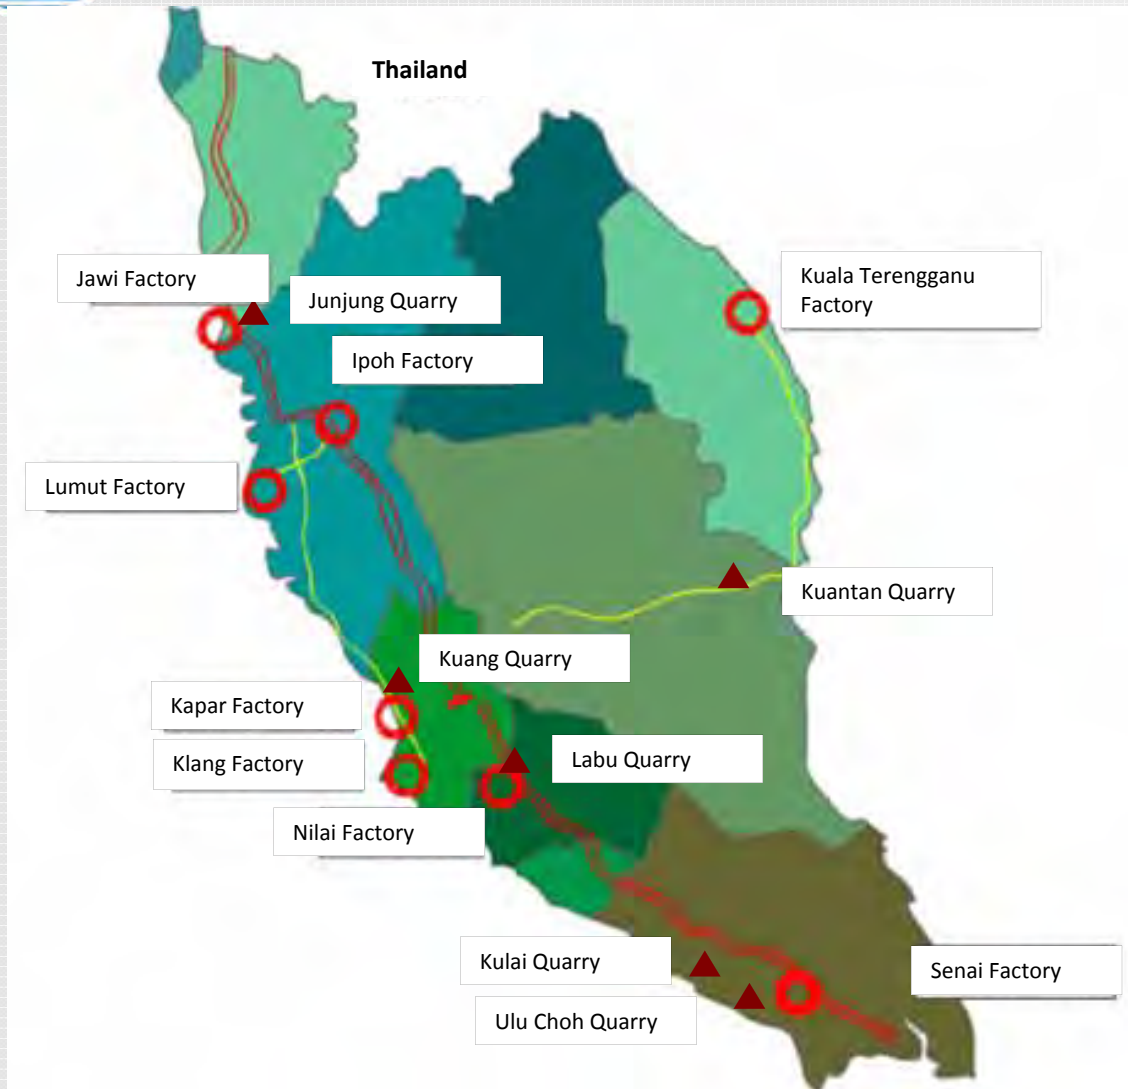 Thailand
Jawi Factory
Junjung Quarry
Kuala Terengganu
Factory
Ipoh Factory
Lumut Factory
Kuantan Quarry
Kuang Quarry
Kapar Factory
Klang Factory
Labu Quarry
Nilai Factory
Kulai Quarry
Senai Factory
Ulu Choh Quarry